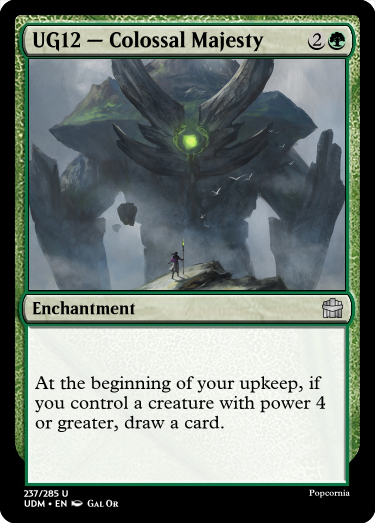 UG12 — Colossal Majesty 2
Enchantment
At the beginning of your upkeep, if
you control a creature with power 4
or greater, draw a card.
237/285 U
Popcornia
UDM • EN Gal Or